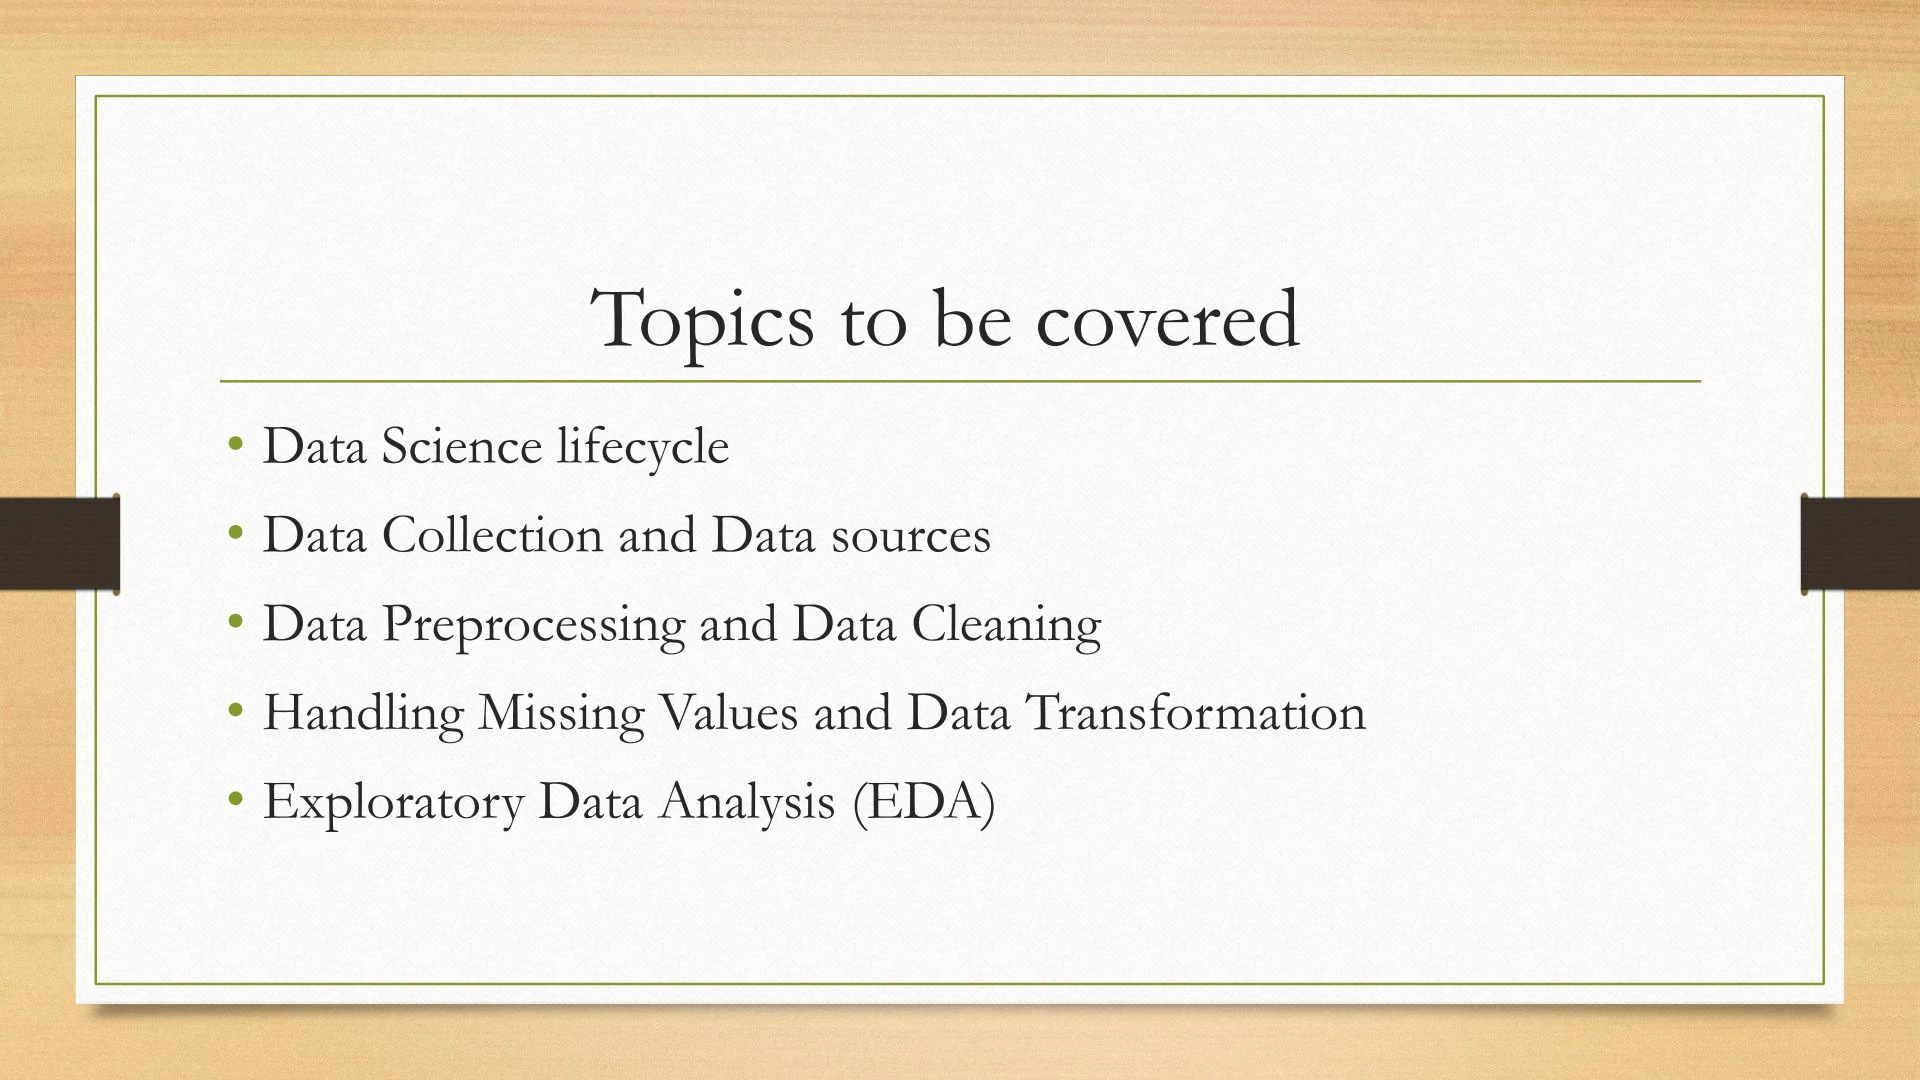 Topics to be covered
• Data Science lifecycle
• Data Collection and Data sources
• Data Preprocessing and Data Cleaning
• Handling Missing Values and Data Transformation
• Exploratory Data Analysis (EDA)